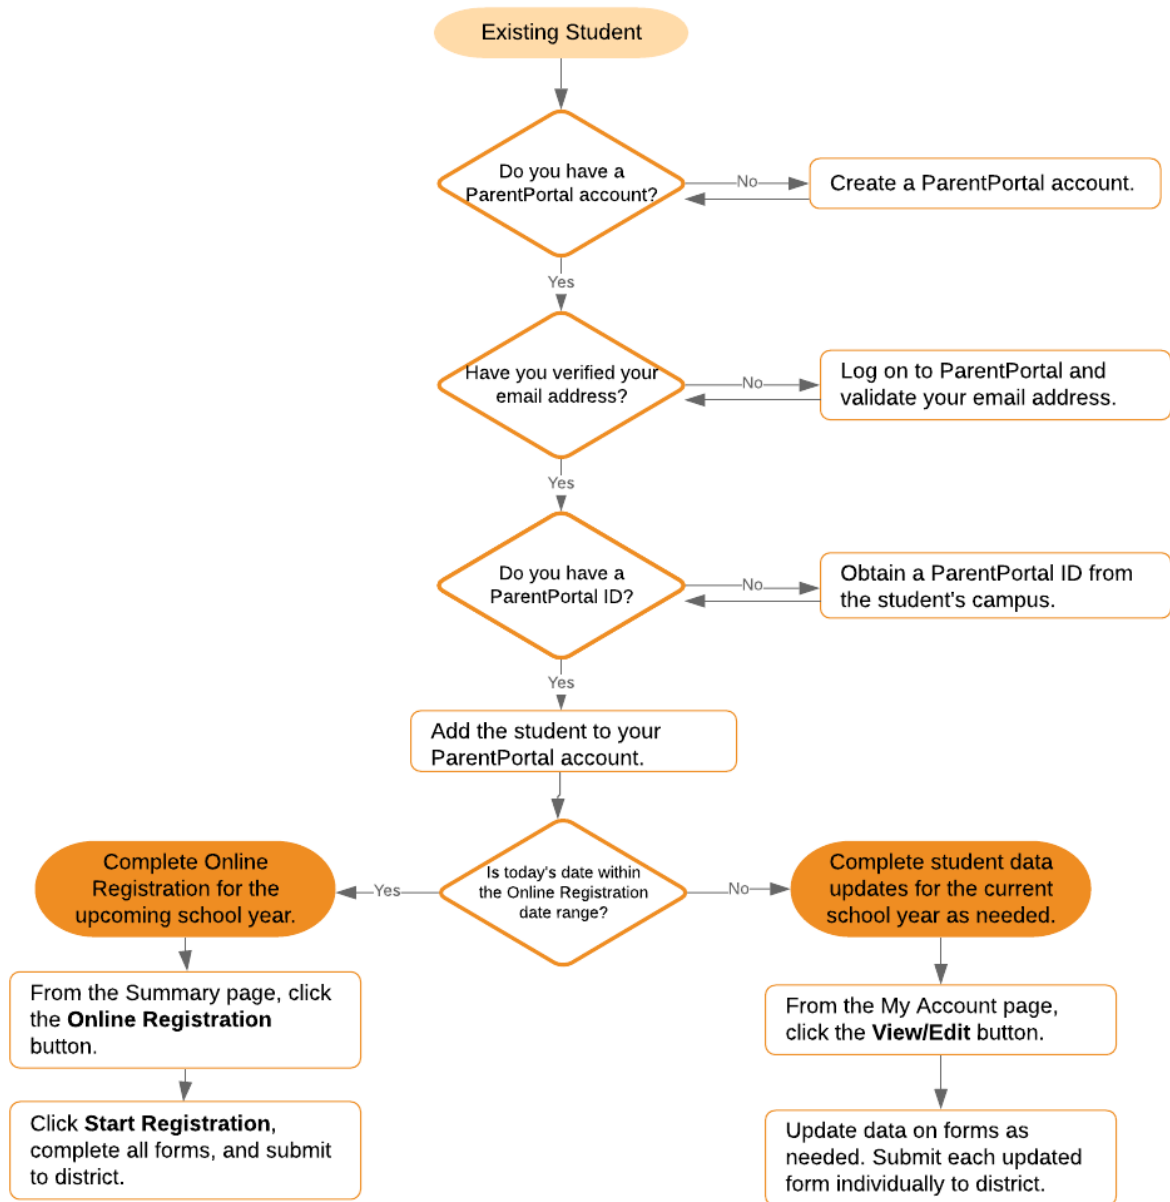 Existing Student
Do you have a
ParentPortal account?
No
Create a ParentPortal account.
Yes
Have you verified your
email address?
No
Log on to ParentPortal and
validate your email address.
Yes
Do you have a
ParentPortal ID?
No
Obtain a ParentPortal ID from
the student's campus.
Yes
Add the student to your
ParentPortal account.
Is today's date within
the Online Registration
date range?
Yes
No
Complete Online
Registration for the
upcoming school year.
Complete student data
updates for the current
school year as needed.
From the Summary page, click
the Online Registration
button.
From the My Account page,
click the View/Edit button.
Click Start Registration,
complete all forms, and submit
to district.
Update data on forms as
needed. Submit each updated
form individually to district.